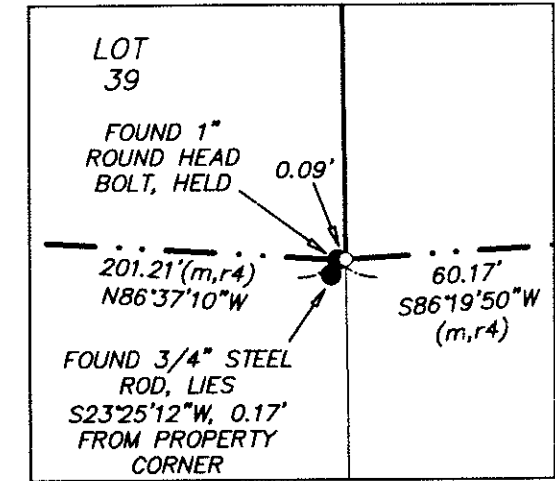 LOT
39
FOUND 1"
ROUND HEAD
BOLT, HELD
0.09'
201.21'(m,r4)
N86°37'10"W
60.17'
S86°19'50"W
(m,r4)
FOUND 3/4" STEEL
ROD, LIES
S23°25'12"W, 0.17'
FROM PROPERTY
CORNER